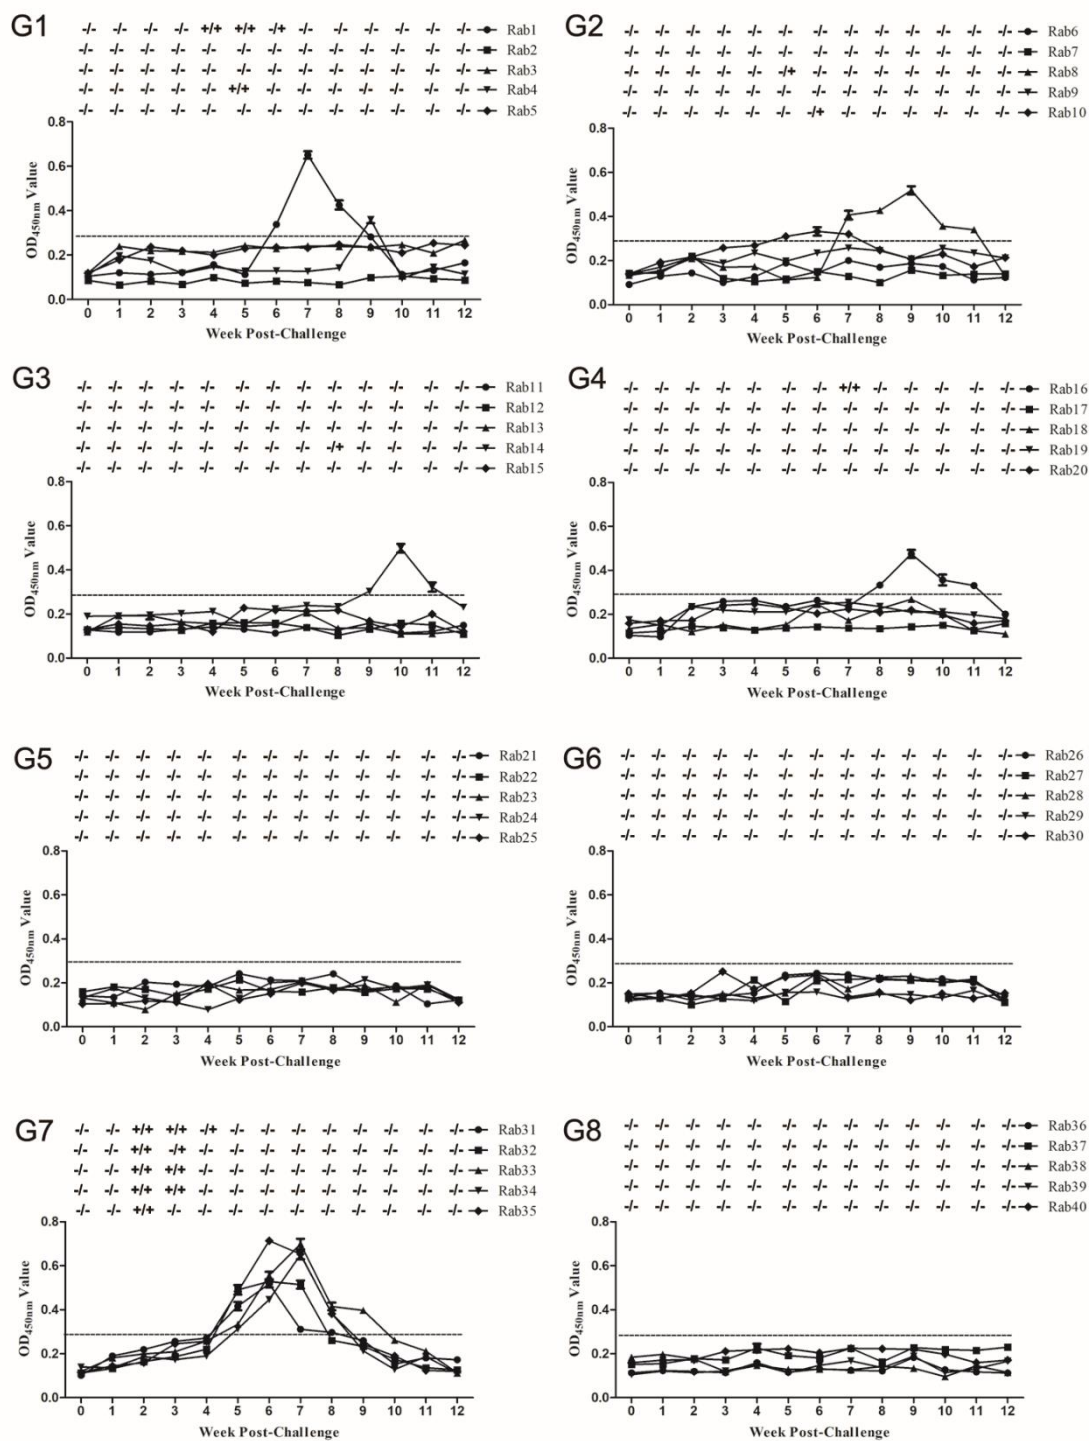 G1
-/- -/- -/- -/- +/+ +/+ -/+ -/- -/- -/- -/- -/- -/- Rab1
-/- -/- -/- -/- -/- -/- -/- -/- -/- -/- -/- -/- -/- Rab2
-/- -/- -/- -/- -/- -/- -/- -/- -/- -/- -/- -/- -/- Rab3
-/- -/- -/- -/- -/- +/+ -/- -/- -/- -/- -/- -/- -/- Rab4
-/- -/- -/- -/- -/- -/- -/- -/- -/- -/- -/- -/- -/- Rab5
0.8
0.6
0.4
0.2
0.0
OD450nm Value
0 1 2 3 4 5 6 7 8 9 10 11 12
Week Post-Challenge
G2
-/- -/- -/- -/- -/- -/- -/- -/- -/- -/- -/- -/- -/- Rab6
-/- -/- -/- -/- -/- -/- -/- -/- -/- -/- -/- -/- -/- Rab7
-/- -/- -/- -/- -/- -/+ -/- -/- -/- -/- -/- -/- -/- Rab8
-/- -/- -/- -/- -/- -/- -/- -/- -/- -/- -/- -/- -/- Rab9
-/- -/- -/- -/- -/- -/- -/+ -/- -/- -/- -/- -/- -/- Rab10
0.8
0.6
0.4
0.2
0.0
OD450nm Value
0 1 2 3 4 5 6 7 8 9 10 11 12
Week Post-Challenge
G3
-/- -/- -/- -/- -/- -/- -/- -/- -/- -/- -/- -/- -/- Rab11
-/- -/- -/- -/- -/- -/- -/- -/- -/- -/- -/- -/- -/- Rab12
-/- -/- -/- -/- -/- -/- -/- -/- -/- -/- -/- -/- -/- Rab13
-/- -/- -/- -/- -/- -/- -/- -/- -/+ -/- -/- -/- -/- Rab14
-/- -/- -/- -/- -/- -/- -/- -/- -/- -/- -/- -/- -/- Rab15
0.8
0.6
0.4
0.2
0.0
OD450nm Value
0 1 2 3 4 5 6 7 8 9 10 11 12
Week Post-Challenge
G4
-/- -/- -/- -/- -/- -/- -/- +/+ -/- -/- -/- -/- -/- Rab16
-/- -/- -/- -/- -/- -/- -/- -/- -/- -/- -/- -/- -/- Rab17
-/- -/- -/- -/- -/- -/- -/- -/- -/- -/- -/- -/- -/- Rab18
-/- -/- -/- -/- -/- -/- -/- -/- -/- -/- -/- -/- -/- Rab19
-/- -/- -/- -/- -/- -/- -/- -/- -/- -/- -/- -/- -/- Rab20
0.8
0.6
0.4
0.2
0.0
OD450nm Value
0 1 2 3 4 5 6 7 8 9 10 11 12
Week Post-Challenge
G5
-/- -/- -/- -/- -/- -/- -/- -/- -/- -/- -/- -/- -/- Rab21
-/- -/- -/- -/- -/- -/- -/- -/- -/- -/- -/- -/- -/- Rab22
-/- -/- -/- -/- -/- -/- -/- -/- -/- -/- -/- -/- -/- Rab23
-/- -/- -/- -/- -/- -/- -/- -/- -/- -/- -/- -/- -/- Rab24
-/- -/- -/- -/- -/- -/- -/- -/- -/- -/- -/- -/- -/- Rab25
0.8
0.6
0.4
0.2
0.0
OD450nm Value
0 1 2 3 4 5 6 7 8 9 10 11 12
Week Post-Challenge
G6
-/- -/- -/- -/- -/- -/- -/- -/- -/- -/- -/- -/- -/- Rab26
-/- -/- -/- -/- -/- -/- -/- -/- -/- -/- -/- -/- -/- Rab27
-/- -/- -/- -/- -/- -/- -/- -/- -/- -/- -/- -/- -/- Rab28
-/- -/- -/- -/- -/- -/- -/- -/- -/- -/- -/- -/- -/- Rab29
-/- -/- -/- -/- -/- -/- -/- -/- -/- -/- -/- -/- -/- Rab30
0.8
0.6
0.4
0.2
0.0
OD450nm Value
0 1 2 3 4 5 6 7 8 9 10 11 12
Week Post-Challenge
G7
-/- -/- +/+ +/+ -/+ -/- -/- -/- -/- -/- -/- -/- -/- Rab31
-/- -/- +/+ -/+ -/- -/- -/- -/- -/- -/- -/- -/- -/- Rab32
-/- -/- +/+ +/+ -/- -/- -/- -/- -/- -/- -/- -/- -/- Rab33
-/- -/- +/+ +/+ -/- -/- -/- -/- -/- -/- -/- -/- -/- Rab34
-/- -/- +/+ -/- -/- -/- -/- -/- -/- -/- -/- -/- -/- Rab35
0.8
0.6
0.4
0.2
0.0
OD450nm Value
0 1 2 3 4 5 6 7 8 9 10 11 12
Week Post-Challenge
G8
-/- -/- -/- -/- -/- -/- -/- -/- -/- -/- -/- -/- -/- Rab36
-/- -/- -/- -/- -/- -/- -/- -/- -/- -/- -/- -/- -/- Rab37
-/- -/- -/- -/- -/- -/- -/- -/- -/- -/- -/- -/- -/- Rab38
-/- -/- -/- -/- -/- -/- -/- -/- -/- -/- -/- -/- -/- Rab39
-/- -/- -/- -/- -/- -/- -/- -/- -/- -/- -/- -/- -/- Rab40
0.8
0.6
0.4
0.2
0.0
OD450nm Value
0 1 2 3 4 5 6 7 8 9 10 11 12
Week Post-Challenge